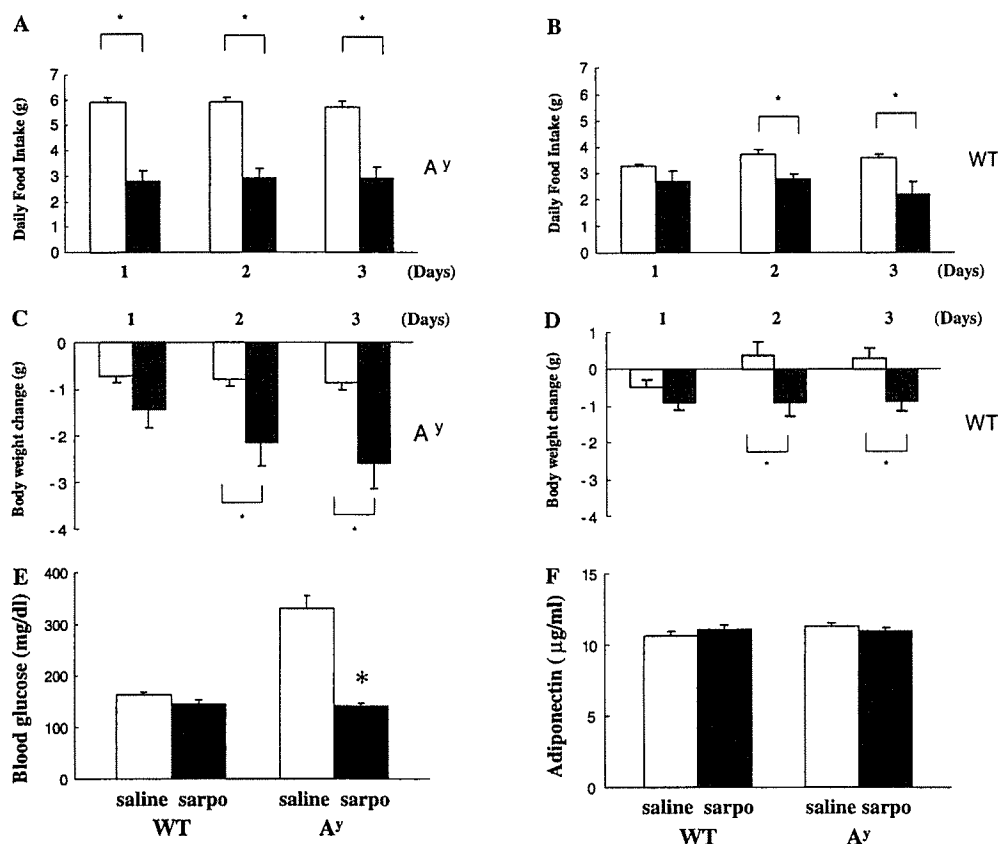 A
* * *
Daily Food Intake (g)
7
6
5
4
3
2
1
0
1 2 3 (Days)
A y
B
* *
Daily Food Intake (g)
7
6
5
4
3
2
1
0
1 2 3 (Days)
WT
C
1 2 3 (Days)
Body weight change (g)
0
-1
-2
-3
-4
* *
A y
D
1 2 3 (Days)
Body weight change (g)
1
0
-1
-2
-3
-4
* *
WT
E
Blood glucose (mg/dl)
400
300
200
100
0
*
saline sarpo saline sarpo
WT Ay
F
Adiponectin (µg/ml)
15
10
5
0
saline sarpo saline sarpo
WT Ay